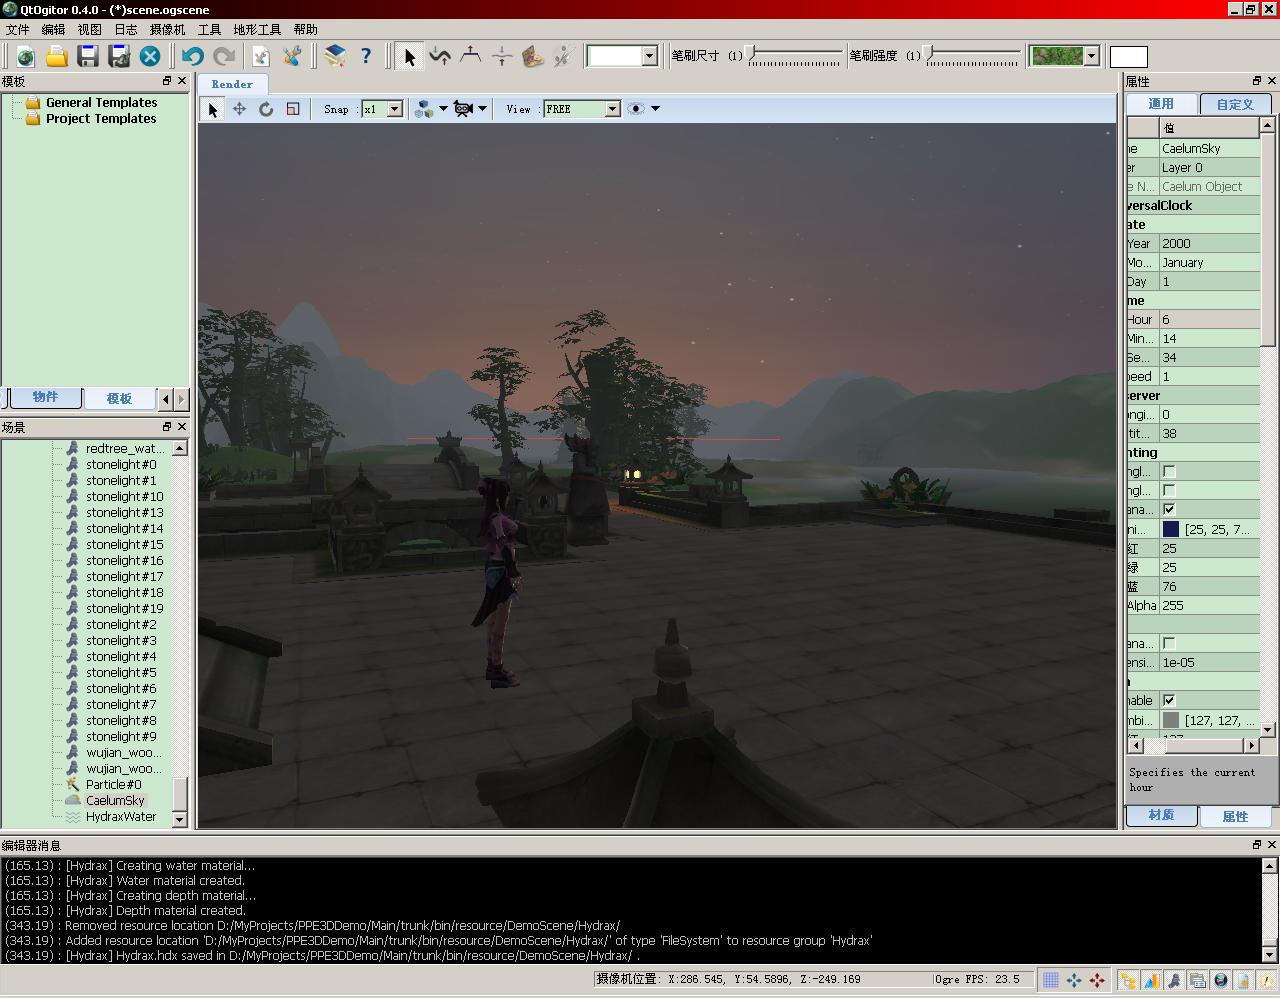 QtOgitor 0.4.0 - (*)scene.ogscene
文件 编辑 视图 日志 摄像机 工具 地形工具 帮助
笔刷尺寸 (1) 笔刷强度 (1)
模板
General Templates
Project Templates
物件 模板
场景
redtree_wat...
stonelight#0
stonelight#1
stonelight#10
stonelight#13
stonelight#14
stonelight#15
stonelight#16
stonelight#17
stonelight#18
stonelight#19
stonelight#2
stonelight#3
stonelight#4
stonelight#5
stonelight#6
stonelight#7
stonelight#8
stonelight#9
wujian_woo...
wujian_woo...
Particle#0
CaelumSky
HydraxWater
Render
Snap : x1 View : FREE
属性
通用 自定义
值
me CaelumSky
er Layer 0
e N... Caelum Object
versalClock
ate
Year 2000
Mo... January
Day 1
me
Hour 6
Min... 14
Se... 34
peed 1
server
ongi... 0
tit... 38
hting
ngl...
ngl...
ana...
ni... [25, 25, 7...
红 25
绿 25
蓝 76
Alpha 255
ana...
ensi... 1e-05
nable
mbi... [127, 127, ...
红 127
Specifies the current
hour
材质 属性
编辑器消息
(165.13) : [Hydrax] Creating water material...
(165.13) : [Hydrax] Water material created.
(165.13) : [Hydrax] Creating depth material...
(165.13) : [Hydrax] Depth material created.
(343.19) : Removed resource location D:/MyProjects/PPE3DDemo/Main/trunk/bin/resource/DemoScene/Hydrax/
(343.19) : Added resource location 'D:/MyProjects/PPE3DDemo/Main/trunk/bin/resource/DemoScene/Hydrax/' of type 'FileSystem' to resource group 'Hydrax'
(343.19) : [Hydrax] Hydrax.hdx saved in D:/MyProjects/PPE3DDemo/Main/trunk/bin/resource/DemoScene/Hydrax/ .
摄像机位置: X:286.545, Y:54.5896, Z:-249.169 Ogre FPS: 23.5